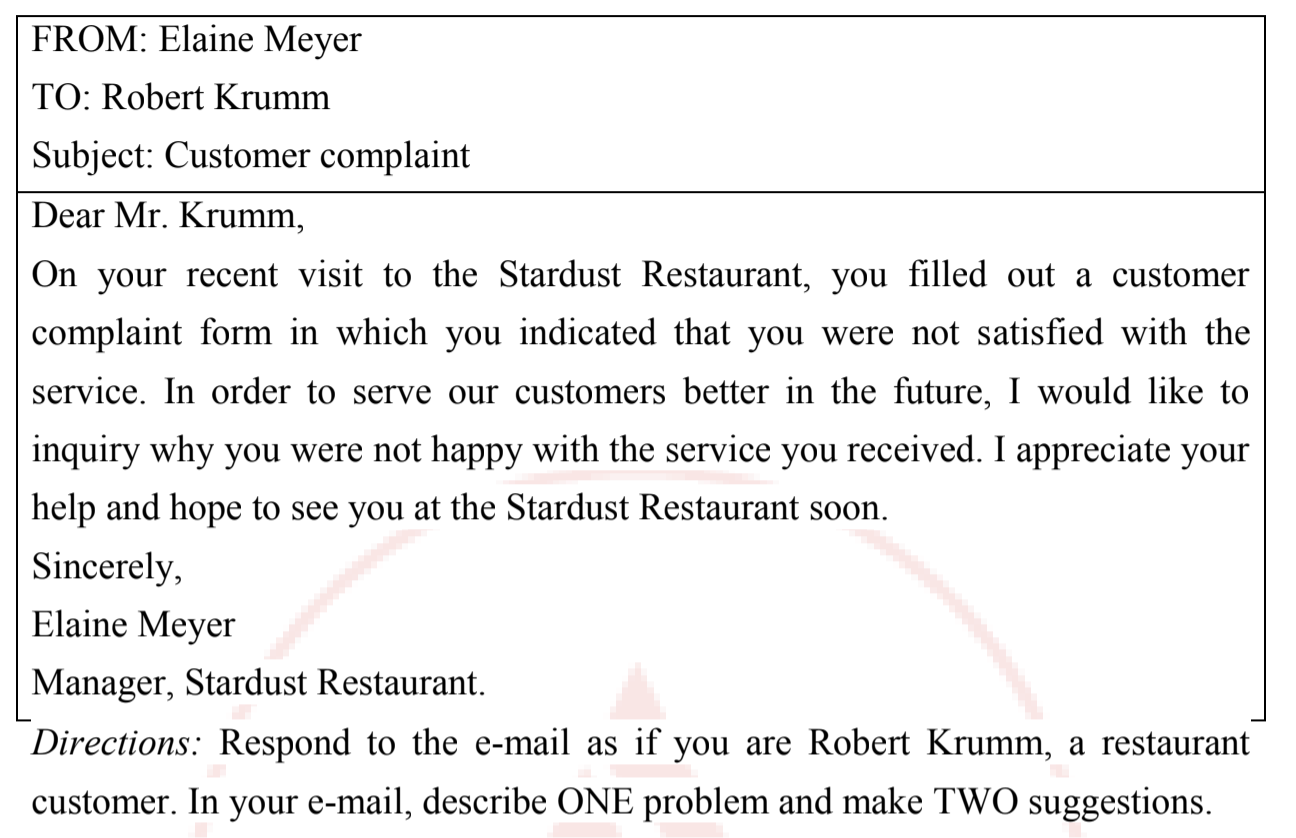 FROM: Elaine Meyer
TO: Robert Krumm
Subject: Customer complaint
Dear Mr. Krumm,
On your recent visit to the Stardust Restaurant, you filled out a customer
complaint form in which you indicated that you were not satisfied with the
service. In order to serve our customers better in the future, I would like to
inquiry why you were not happy with the service you received. I appreciate your
help and hope to see you at the Stardust Restaurant soon.
Sincerely,
Elaine Meyer
Manager, Stardust Restaurant.
Directions: Respond to the e-mail as if you are Robert Krumm, a restaurant
customer. In your e-mail, describe ONE problem and make TWO suggestions.